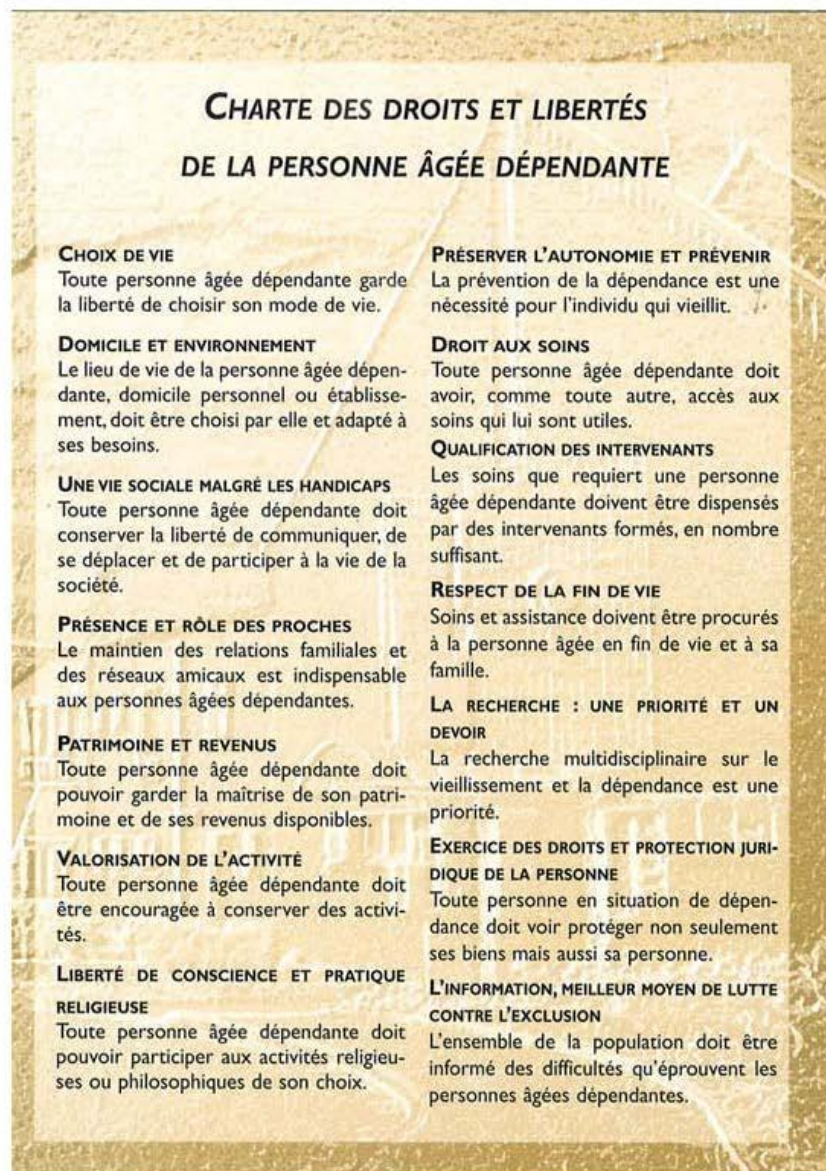 CHARTE DES DROITS ET LIBERTÉS
DE LA PERSONNE ÂGÉE DÉPENDANTE
CHOIX DE VIE
Toute personne âgée dépendante garde
la liberté de choisir son mode de vie.
DOMICILE ET ENVIRONNEMENT
Le lieu de vie de la personne âgée dépen-
dante, domicile personnel ou établisse-
ment, doit être choisi par elle et adapté à
ses besoins.
UNE VIE SOCIALE MALGRÉ LES HANDICAPS
Toute personne âgée dépendante doit
conserver la liberté de communiquer, de
se déplacer et de participer à la vie de la
société.
PRÉSENCE ET RÔLE DES PROCHES
Le maintien des relations familiales et
des réseaux amicaux est indispensable
aux personnes âgées dépendantes.
PATRIMOINE ET REVENUS
Toute personne âgée dépendante doit
pouvoir garder la maîtrise de son patri-
moine et de ses revenus disponibles.
VALORISATION DE L'ACTIVITÉ
Toute personne âgée dépendante doit
être encouragée à conserver des activi-
tés.
LIBERTÉ DE CONSCIENCE ET PRATIQUE
RELIGIEUSE
Toute personne âgée dépendante doit
pouvoir participer aux activités religieu-
ses ou philosophiques de son choix.
PRÉSERVER L'AUTONOMIE ET PRÉVENIR
La prévention de la dépendance est une
nécessité pour l'individu qui vieillit.
DROIT AUX SOINS
Toute personne âgée dépendante doit
avoir, comme toute autre, accès aux
soins qui lui sont utiles.
QUALIFICATION DES INTERVENANTS
Les soins que requiert une personne
âgée dépendante doivent être dispensés
par des intervenants formés, en nombre
suffisant.
RESPECT DE LA FIN DE VIE
Soins et assistance doivent être procurés
à la personne âgée en fin de vie et à sa
famille.
LA RECHERCHE : UNE PRIORITÉ ET UN
DEVOIR
La recherche multidisciplinaire sur le
vieillissement et la dépendance est une
priorité.
EXERCICE DES DROITS ET PROTECTION JURI-
DIQUE DE LA PERSONNE
Toute personne en situation de dépen-
dance doit voir protéger non seulement
ses biens mais aussi sa personne.
L'INFORMATION, MEILLEUR MOYEN DE LUTTE
CONTRE L'EXCLUSION
L'ensemble de la population doit être
informé des difficultés qu'éprouvent les
personnes âgées dépendantes.